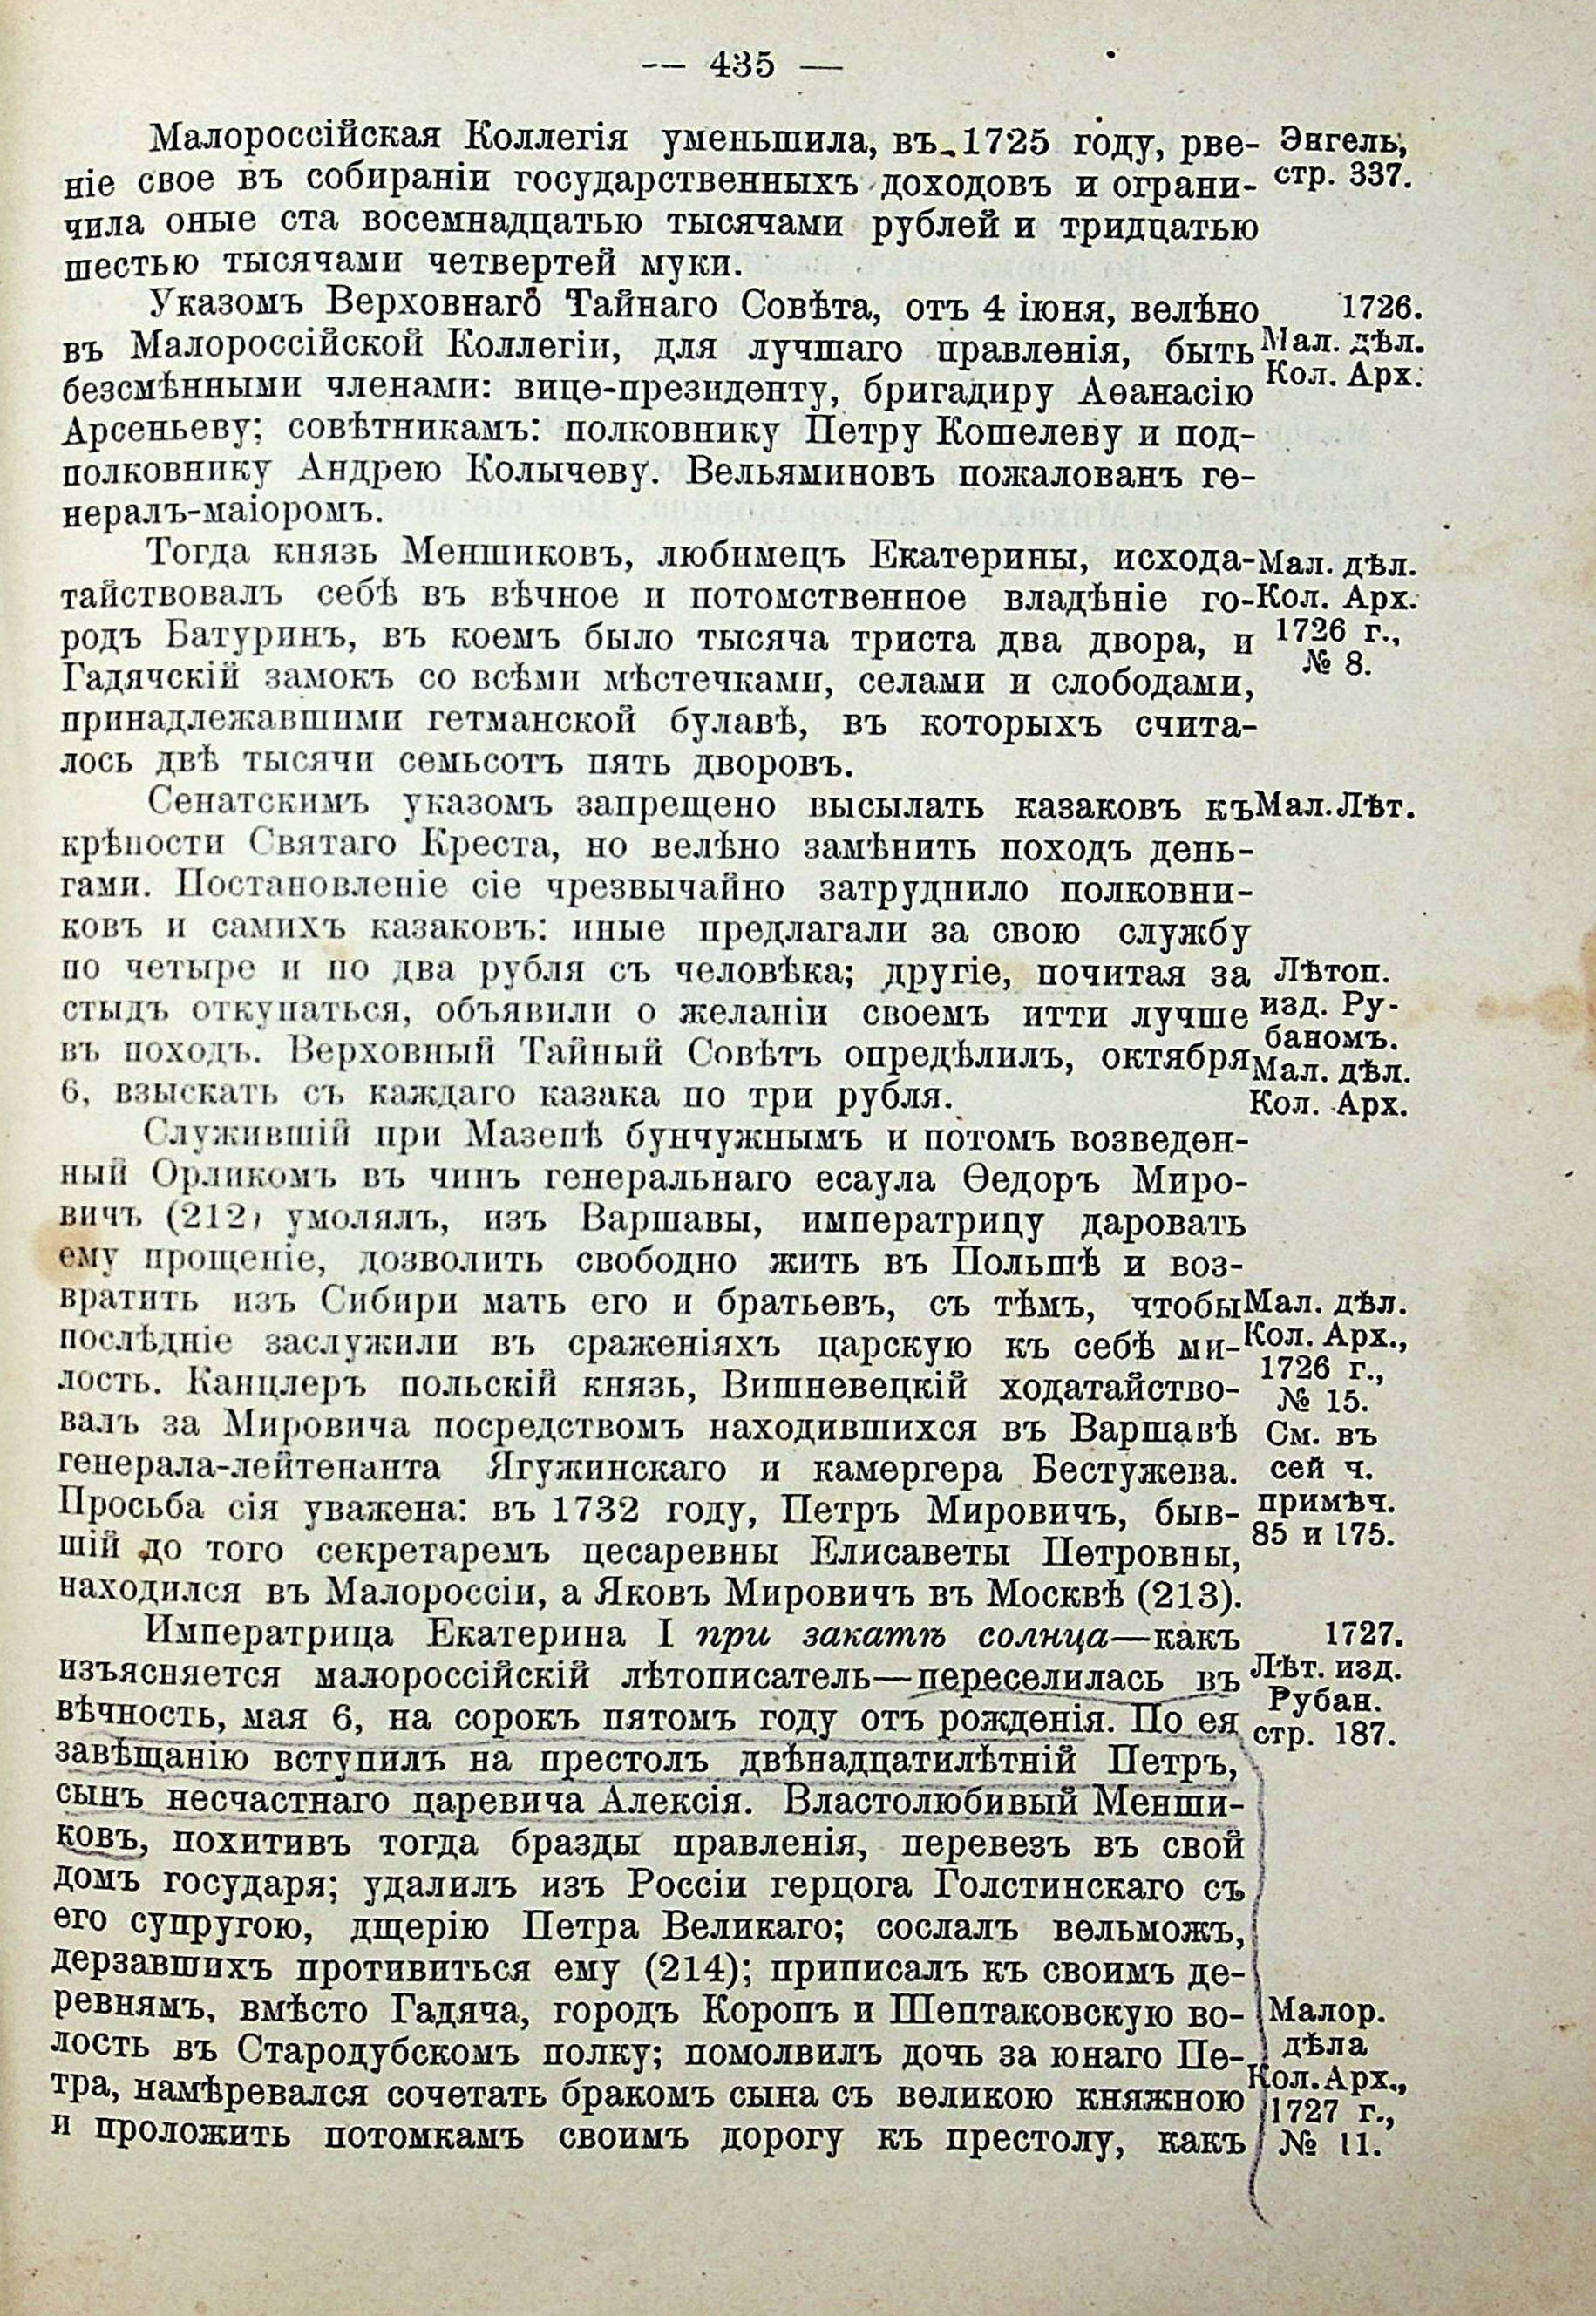 — 435 —
Малороссійская Коллегія уменьшила, въ 1725 году, рве-
Энгель,
ніе свое въ собираніи государственныхъ доходовъ и ограни-
стр. 337.
чила оные ста восемнадцатью тысячами рублей и тридцатью
шестью тысячами четвертей муки.
Указомъ Верховнаго Тайнаго Совѣта, отъ 4 іюня, велѣно
1726.
въ Малороссійской Коллегіи, для лучшаго правленія, быть
Мал. дѣл.
безсмѣнными членами: вице-президенту, бригадиру Аѳанасію
Кол. Арх.
Арсеньеву; совѣтникамъ: полковнику Петру Кошелеву и под-
полковнику Андрею Колычеву. Вельяминовъ пожалованъ ге-
нералъ-маіоромъ.
Тогда князь Меншиковъ, любимецъ Екатерины, исхода-
Мал. дѣл.
тайствовалъ себѣ въ вѣчное и потомственное владѣніе го-
Кол. Арх.
родъ Батуринъ, въ коемъ было тысяча триста два двора, и
1726 г.,
Гадячскій замокъ со всѣми мѣстечками, селами и слободами,
№ 8.
принадлежавшими гетманской булавѣ, въ которыхъ счита-
лось двѣ тысячи семьсотъ пять дворовъ.
Сенатскимъ указомъ запрещено высылать казаковъ къ
Мал. Лѣт.
крѣпости Святаго Креста, но велѣно замѣнить походъ день-
гами. Постановленіе сіе чрезвычайно затруднило полковни-
ковъ и самихъ казаковъ: иные предлагали за свою службу
по четыре и по два рубля съ человѣка; другіе, почитая за
Лѣтоп.
стыдъ откупаться, объявили о желаніи своемъ итти лучше
изд. Ру-
баномъ.
въ походъ. Верховный Тайный Совѣтъ опредѣлилъ, октября
Мал. дѣл.
6, взыскать съ каждаго казака по три рубля.
Кол. Арх.
Служившій при Мазепѣ бунчужнымъ и потомъ возведен-
ный Орликомъ въ чинъ генеральнаго есаула Ѳедоръ Миро-
вичъ (212) умолялъ, изъ Варшавы, императрицу даровать
ему прощеніе, дозволить свободно жить въ Польшѣ и воз-
вратить изъ Сибири мать его и братьевъ, съ тѣмъ, чтобы
Мал. дѣл.
послѣдніе заслужили въ сраженіяхъ царскую къ себѣ ми-
Кол. Арх.,
1726 г.,
лость. Канцлеръ польскій князь, Вишневецкій ходатайство-
№ 15.
валъ за Мировича посредствомъ находившихся въ Варшавѣ
См. въ
генерала-лейтенанта Ягужинскаго и камергера Бестужева.
сей ч.
Просьба сія уважена: въ 1732 году, Петръ Мировичъ, быв-
примѣч.
85 и 175.
шій до того секретаремъ цесаревны Елисаветы Петровны,
находился въ Малороссіи, а Яковъ Мировичъ въ Москвѣ (213).
Императрица Екатерина I при закатѣ солнца—какъ
1727.
изъясняется малороссійскій лѣтописатель—переселилась въ
Лѣт. изд.
Рубан.
вѣчность, мая 6, на сорокъ пятомъ году отъ рожденія. По ея
стр. 187.
завѣщанію вступилъ на престолъ двѣнадцатилѣтній Петръ,
сынъ несчастнаго царевича Алексія. Властолюбивый Менши-
ковъ, похитивъ тогда бразды правленія, перевезъ въ свой
домъ государя; удалилъ изъ Россіи герцога Голстинскаго съ
его супругою, дщерію Петра Великаго; сослалъ вельможъ,
дерзавшихъ противиться ему (214); приписалъ къ своимъ де-
ревнямъ, вмѣсто Гадяча, городъ Коропъ и Шептаковскую во-
Малор.
лость въ Стародубскомъ полку; помолвилъ дочь за юнаго Пе-
дѣла
Кол. Арх.,
тра, намѣревался сочетать бракомъ сына съ великою княжною
1727 г.,
и проложить потомкамъ своимъ дорогу къ престолу, какъ
№ 11.